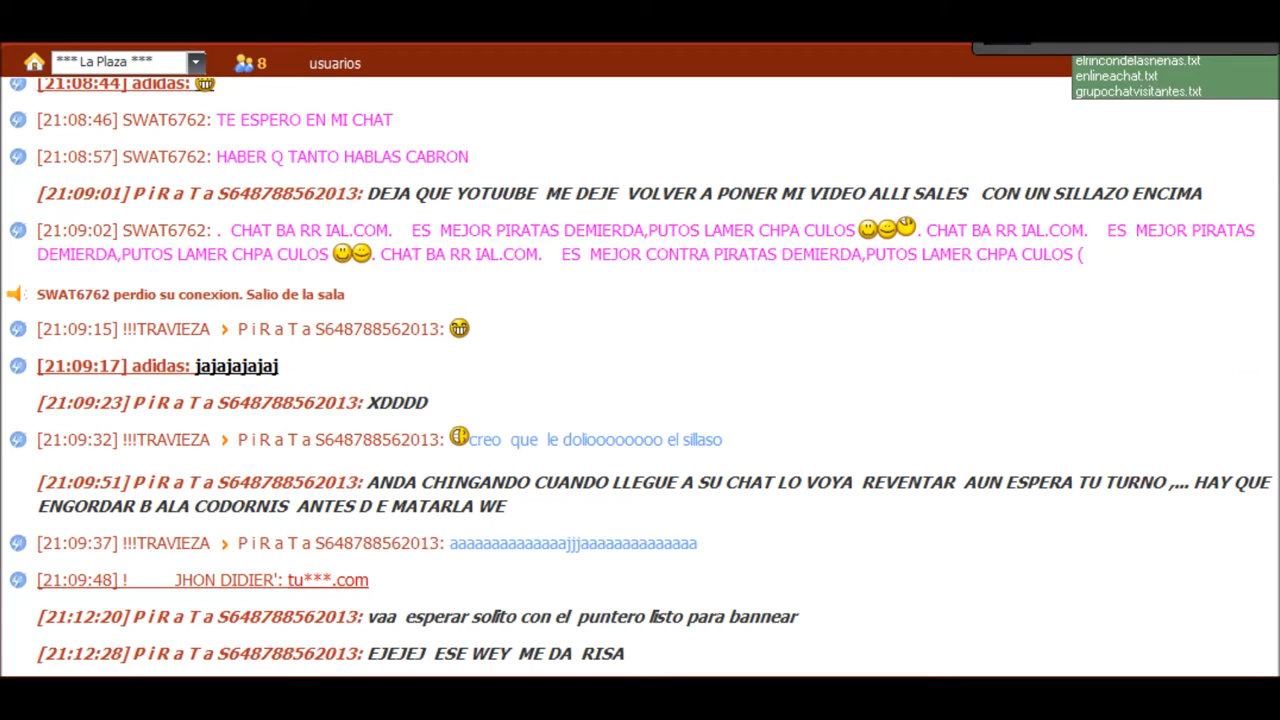 *** La Plaza ***
8
usuarios
elrincondelasnenas.txt
enlineachat.txt
grupochatvisitantes.txt
[21:08:44] adidas:
[21:08:46] SWAT6762: TE ESPERO EN MI CHAT
[21:08:57] SWAT6762: HABER Q TANTO HABLAS CABRON
[21:09:01] P i R a T a S648788562013: DEJA QUE YOTUUBE ME DEJE VOLVER A PONER MI VIDEO ALLI SALES CON UN SILLAZO ENCIMA
[21:09:02] SWAT6762: . CHAT BA RR IAL.COM. ES MEJOR PIRATAS DEMIERDA,PUTOS LAMER CHPA CULOS . CHAT BA RR IAL.COM. ES MEJOR PIRATAS
DEMIERDA,PUTOS LAMER CHPA CULOS . CHAT BA RR IAL.COM. ES MEJOR CONTRA PIRATAS DEMIERDA,PUTOS LAMER CHPA CULOS (
SWAT6762 perdio su conexion. Salio de la sala
[21:09:15] !!!TRAVIEZA > P i R a T a S648788562013:
[21:09:17] adidas: jajajajajaj
[21:09:23] P i R a T a S648788562013: XDDDD
[21:09:32] !!!TRAVIEZA > P i R a T a S648788562013: creo que le dolioooooooo el sillaso
[21:09:51] P i R a T a S648788562013: ANDA CHINGANDO CUANDO LLEGUE A SU CHAT LO VOYA REVENTAR AUN ESPERA TU TURNO ,... HAY QUE
ENGORDAR B ALA CODORNIS ANTES D E MATARLA WE
[21:09:37] !!!TRAVIEZA > P i R a T a S648788562013: aaaaaaaaaaaaaajjjaaaaaaaaaaaaaa
[21:09:48] ! JHON DIDIER': tu***.com
[21:12:20] P i R a T a S648788562013: vaa esperar solito con el puntero listo para bannear
[21:12:28] P i R a T a S648788562013: EJEJEJ ESE WEY ME DA RISA